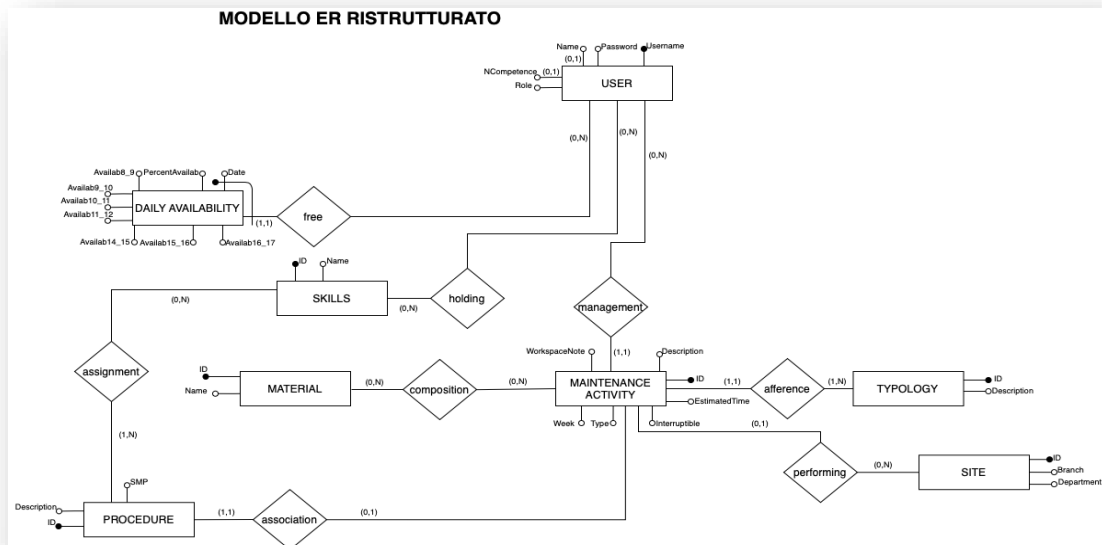 MODELLO ER RISTRUTTURATO
Name
Password
Username
(0,1)
NCompetence
(0,1)
Role
USER
(0,N)
(0,N)
(0,N)
Availab8_9
PercentAvailab
Date
Availab9_10
Availab10_11
Availab11_12
DAILY AVAILABILITY
(1,1)
free
Availab14_15
Availab15_16
Availab16_17
ID
Name
(0,N)
SKILLS
(0,N)
holding
management
(1,1)
assignment
ID
Name
MATERIAL
(0,N)
composition
(0,N)
WorkspaceNote
Description
MAINTENANCE
ACTIVITY
ID
EstimatedTime
(1,1)
afference
(1,N)
TYPOLOGY
ID
Description
Week
Type
Interruptible
(0,1)
performing
(0,N)
SITE
ID
Branch
Department
(1,N)
SMP
Description
ID
PROCEDURE
(1,1)
association
(0,1)